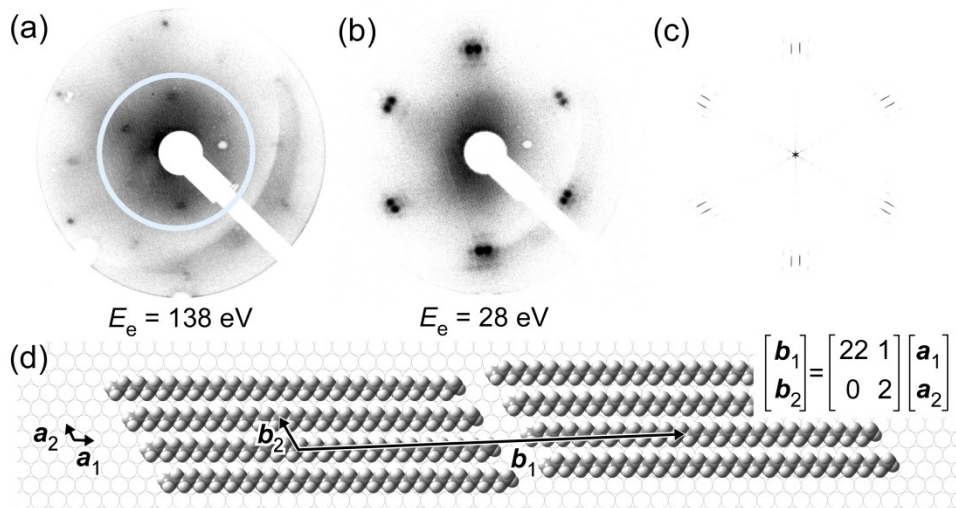 (a)
(b)
(c)
E_e = 138 eV
E_e = 28 eV
(d)
[b_1 b_2] = [22 1 0 2] [a_1 a_2]
a_2
a_1
b_2
b_1